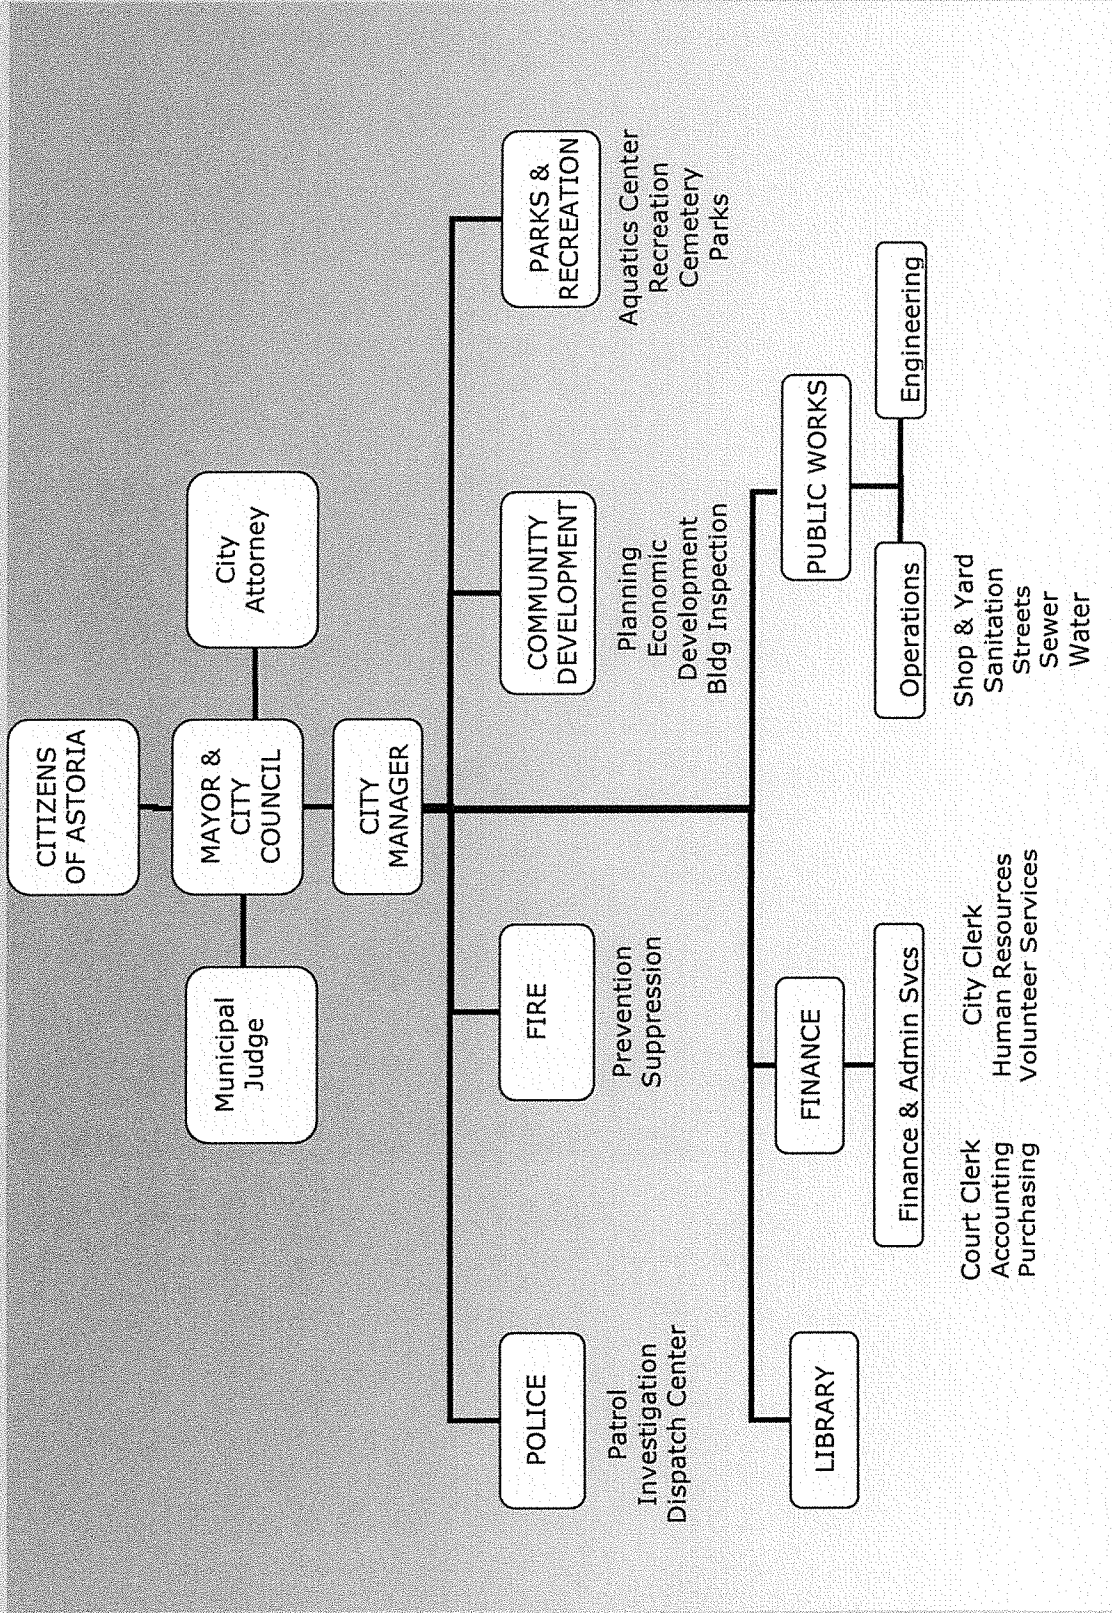 CITIZENS
OF ASTORIA
Municipal
Judge
MAYOR &
CITY
COUNCIL
City
Attorney
CITY
MANAGER
POLICE
Patrol
Investigation
Dispatch Center
FIRE
Prevention
Suppression
COMMUNITY
DEVELOPMENT
Planning
Economic
Development
Bldg Inspection
PARKS &
RECREATION
Aquatics Center
Recreation
Cemetery
Parks
LIBRARY
FINANCE
Finance & Admin Svcs
Court Clerk
Accounting
Purchasing
City Clerk
Human Resources
Volunteer Services
PUBLIC WORKS
Operations
Shop & Yard
Sanitation
Streets
Sewer
Water
Engineering